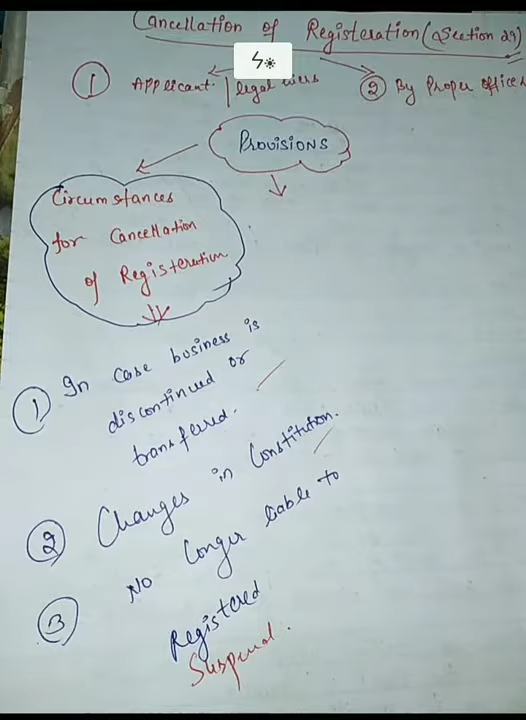 Cancellation of Registeration (Section 29)
① Applicant / legal
② By Proper officer
PROVISIONS
Circumstances
for Cancellation
of Registeration
① In case business is
discontinued or
transferred.
② Changes in Constitution.
③ No longer liable to
Registered
Suspend.